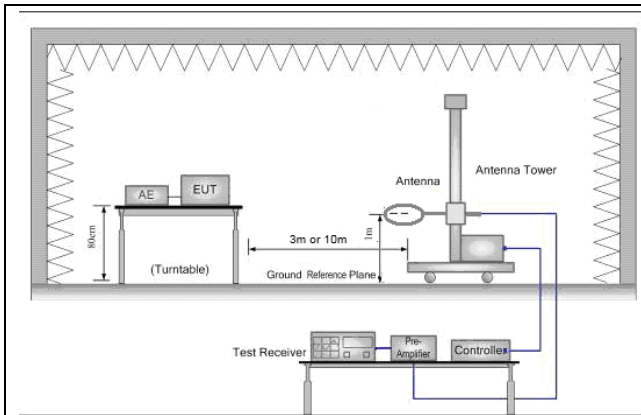 Antenna Tower
Antenna
EUT
AE
80cm
3m or 10m
1m
(Turntable)
Ground Reference Plane
Test Receiver
Pre-
Amplifier
Controller